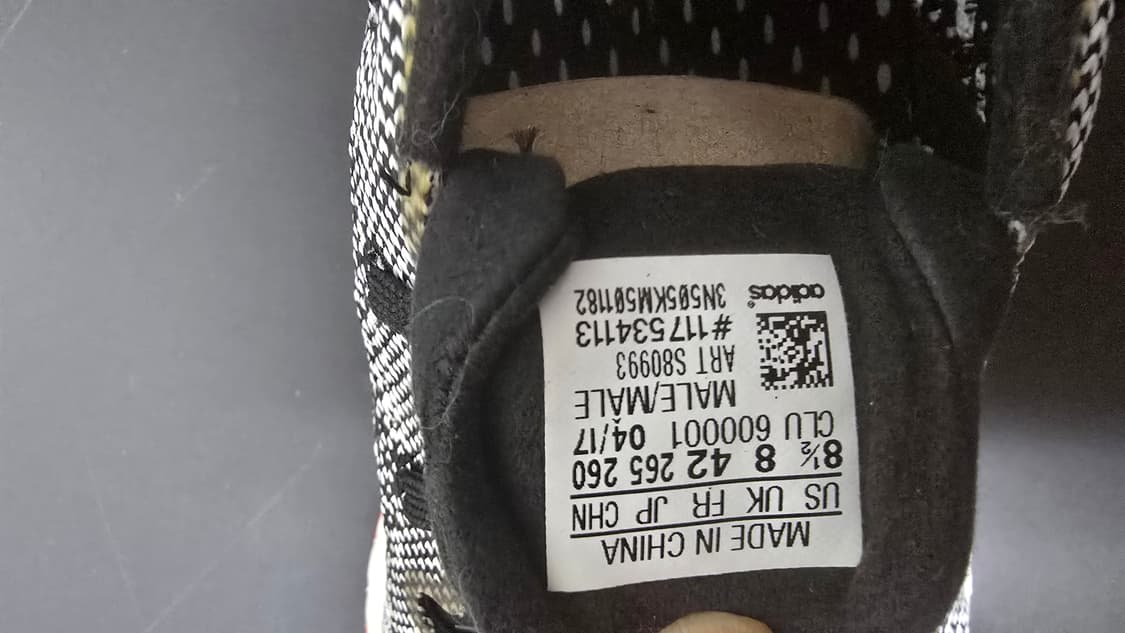 MADE IN CHINA
US UK FR JP CHN
8½ 8 42 265 260
CLU 600001 04/17
MALE/MALE
ART S80993
#117534113
adidas® 3N505KM501182